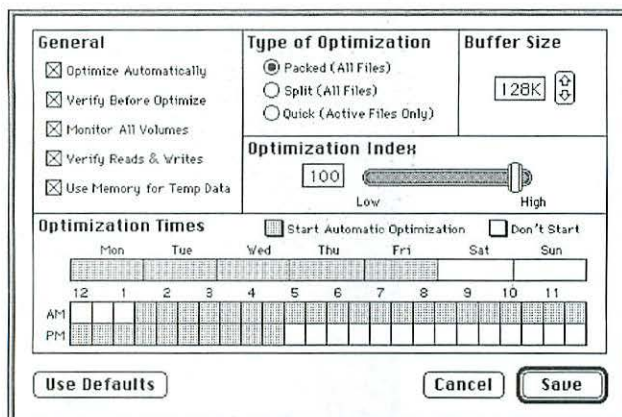 General
Optimize Automatically
Verify Before Optimize
Monitor All Volumes
Verify Reads & Writes
Use Memory for Temp Data
Type of Optimization
Packed (All Files)
Split (All Files)
Quick (Active Files Only)
Buffer Size
128K
Optimization Index
100
Low High
Optimization Times
Start Automatic Optimization Don't Start
Mon Tue Wed Thu Fri Sat Sun
12 1 2 3 4 5 6 7 8 9 10 11
AM
PM
Use Defaults Cancel Save